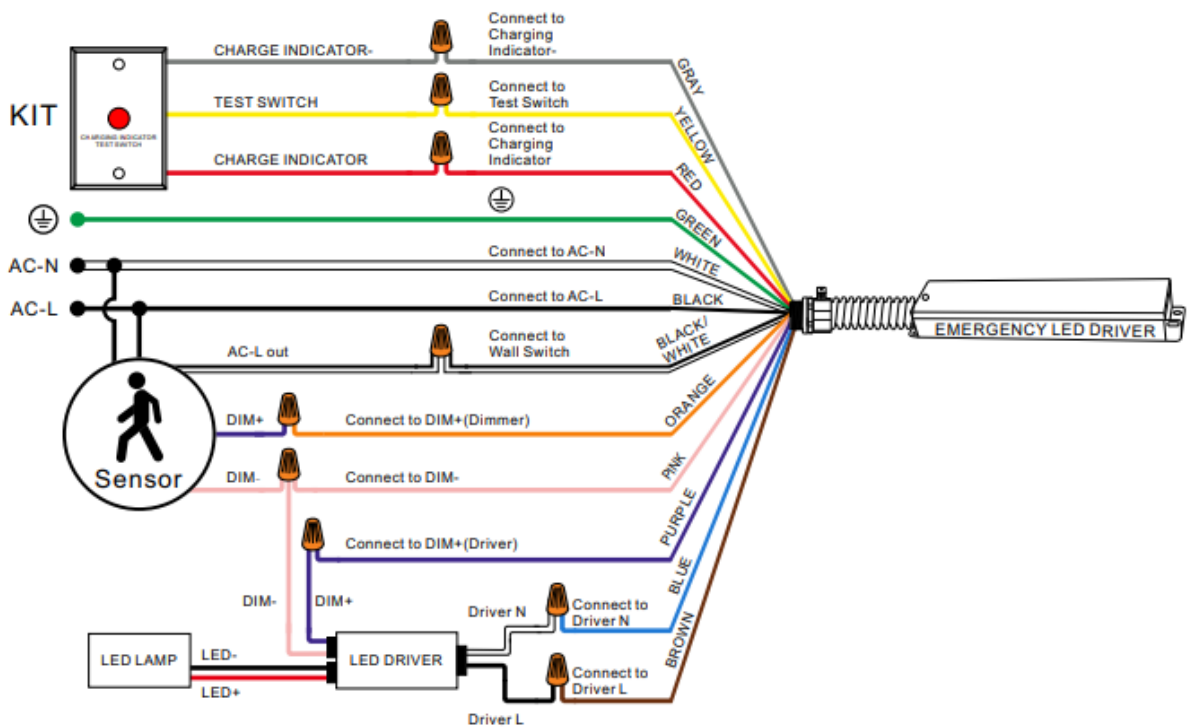 CHARGE INDICATOR-
Connect to
Charging
Indicator-
GRAY
KIT
CHARGING INDICATOR
TEST SWITCH
TEST SWITCH
Connect to
Test Switch
YELLOW
CHARGE INDICATOR
Connect to
Charging
Indicator
RED
GREEN
AC-N
Connect to AC-N
WHITE
AC-L
Connect to AC-L
BLACK
EMERGENCY LED DRIVER
AC-L out
Connect to
Wall Switch
BLACK/
WHITE
Sensor
DIM+
Connect to DIM+(Dimmer)
ORANGE
DIM-
Connect to DIM-
PINK
Connect to DIM+(Driver)
PURPLE
DIM-
DIM+
Driver N
Connect to
Driver N
BLUE
LED LAMP
LED-
LED+
LED DRIVER
Driver L
Connect to
Driver L
BROWN